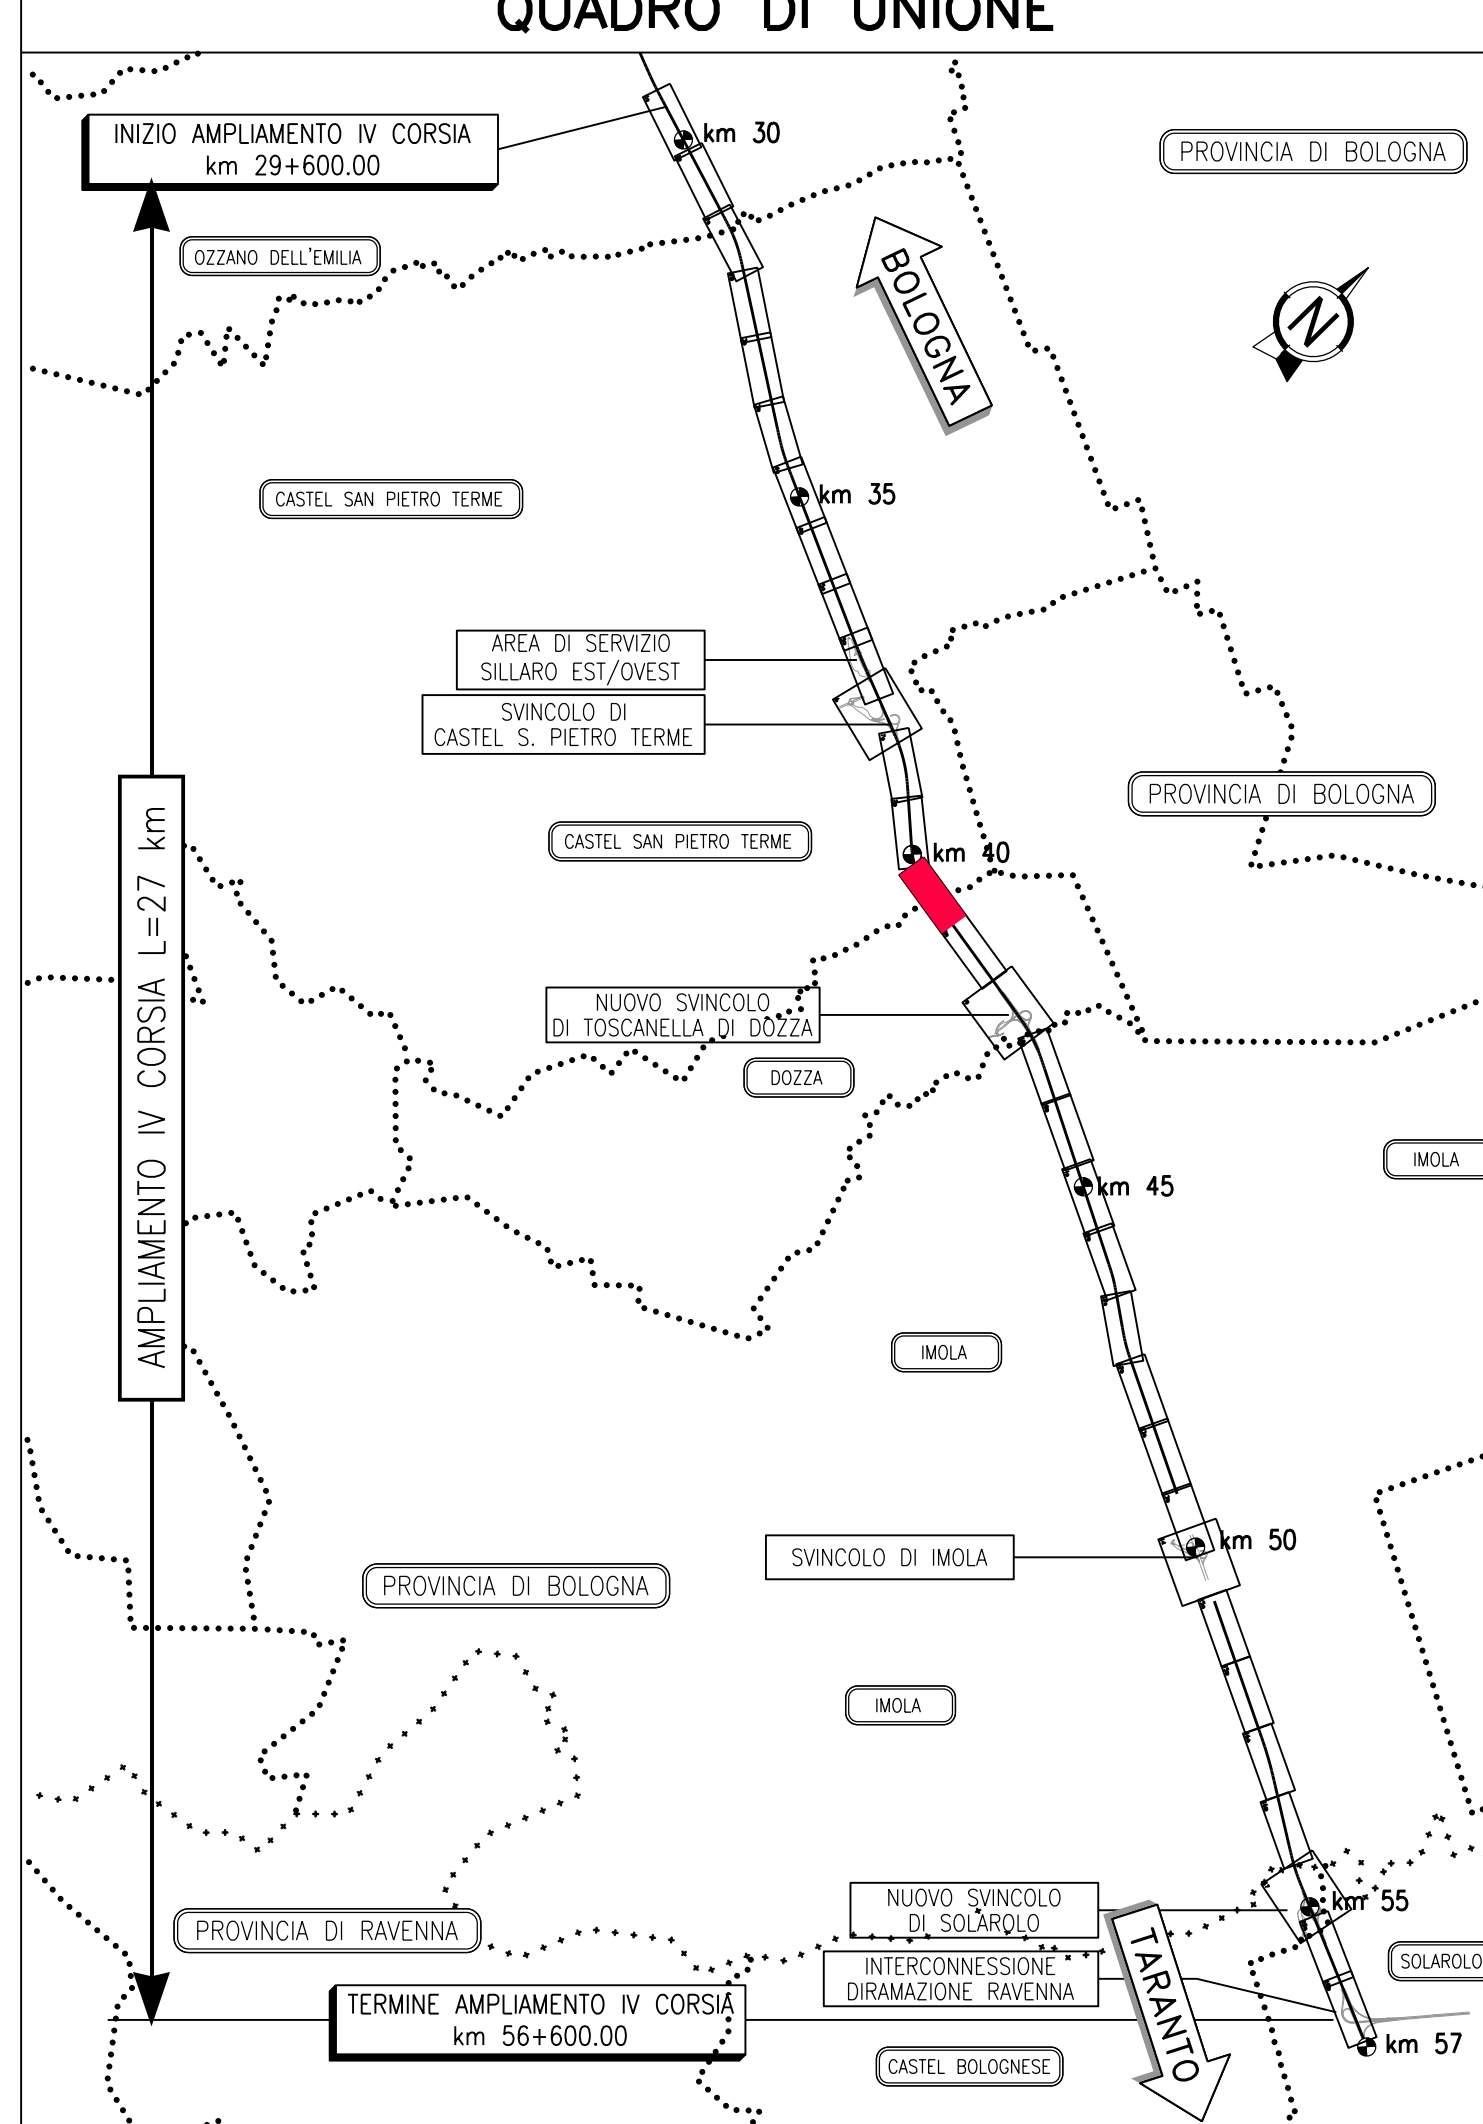 QUADRO DI UNIONE
INIZIO AMPLIAMENTO IV CORSIA
km 29+600.00
km 30
PROVINCIA DI BOLOGNA
OZZANO DELL'EMILIA
BOLOGNA
N
CASTEL SAN PIETRO TERME
km 35
AREA DI SERVIZIO
SILLARO EST/OVEST
SVINCOLO DI
CASTEL S. PIETRO TERME
PROVINCIA DI BOLOGNA
CASTEL SAN PIETRO TERME
km 40
AMPLIAMENTO IV CORSIA L=27 km
NUOVO SVINCOLO
DI TOSCANELLA DI DOZZA
DOZZA
IMOLA
km 45
IMOLA
SVINCOLO DI IMOLA
km 50
PROVINCIA DI BOLOGNA
IMOLA
NUOVO SVINCOLO
DI SOLAROLO
km 55
PROVINCIA DI RAVENNA
INTERCONNESSIONE
DIRAMAZIONE RAVENNA
SOLAROLO
TARANTO
TERMINE AMPLIAMENTO IV CORSIA
km 56+600.00
km 57
CASTEL BOLOGNESE